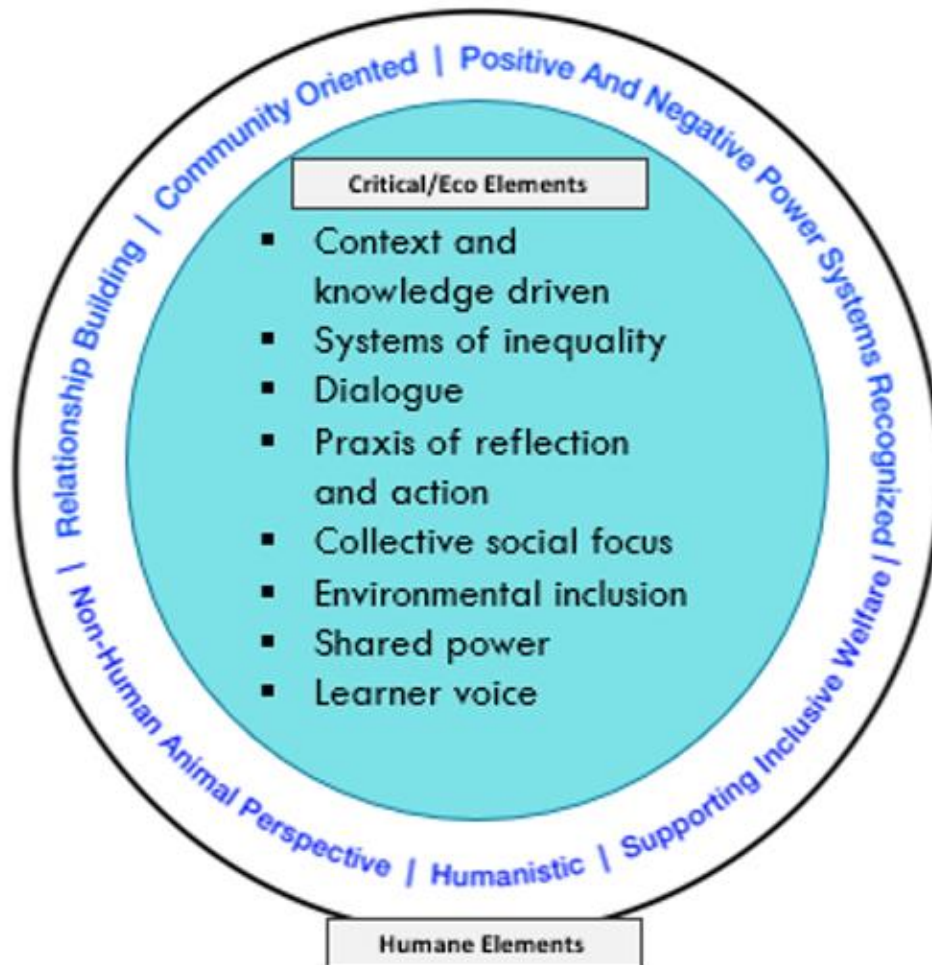 Relationship Building | Community Oriented | Positive And Negative Power Systems Recognized | Supporting Inclusive Welfare | Humanistic | Non-Human Animal Perspective |
Critical/Eco Elements
▪ Context and
knowledge driven
▪ Systems of inequality
▪ Dialogue
▪ Praxis of reflection
and action
▪ Collective social focus
▪ Environmental inclusion
▪ Shared power
▪ Learner voice
Humane Elements